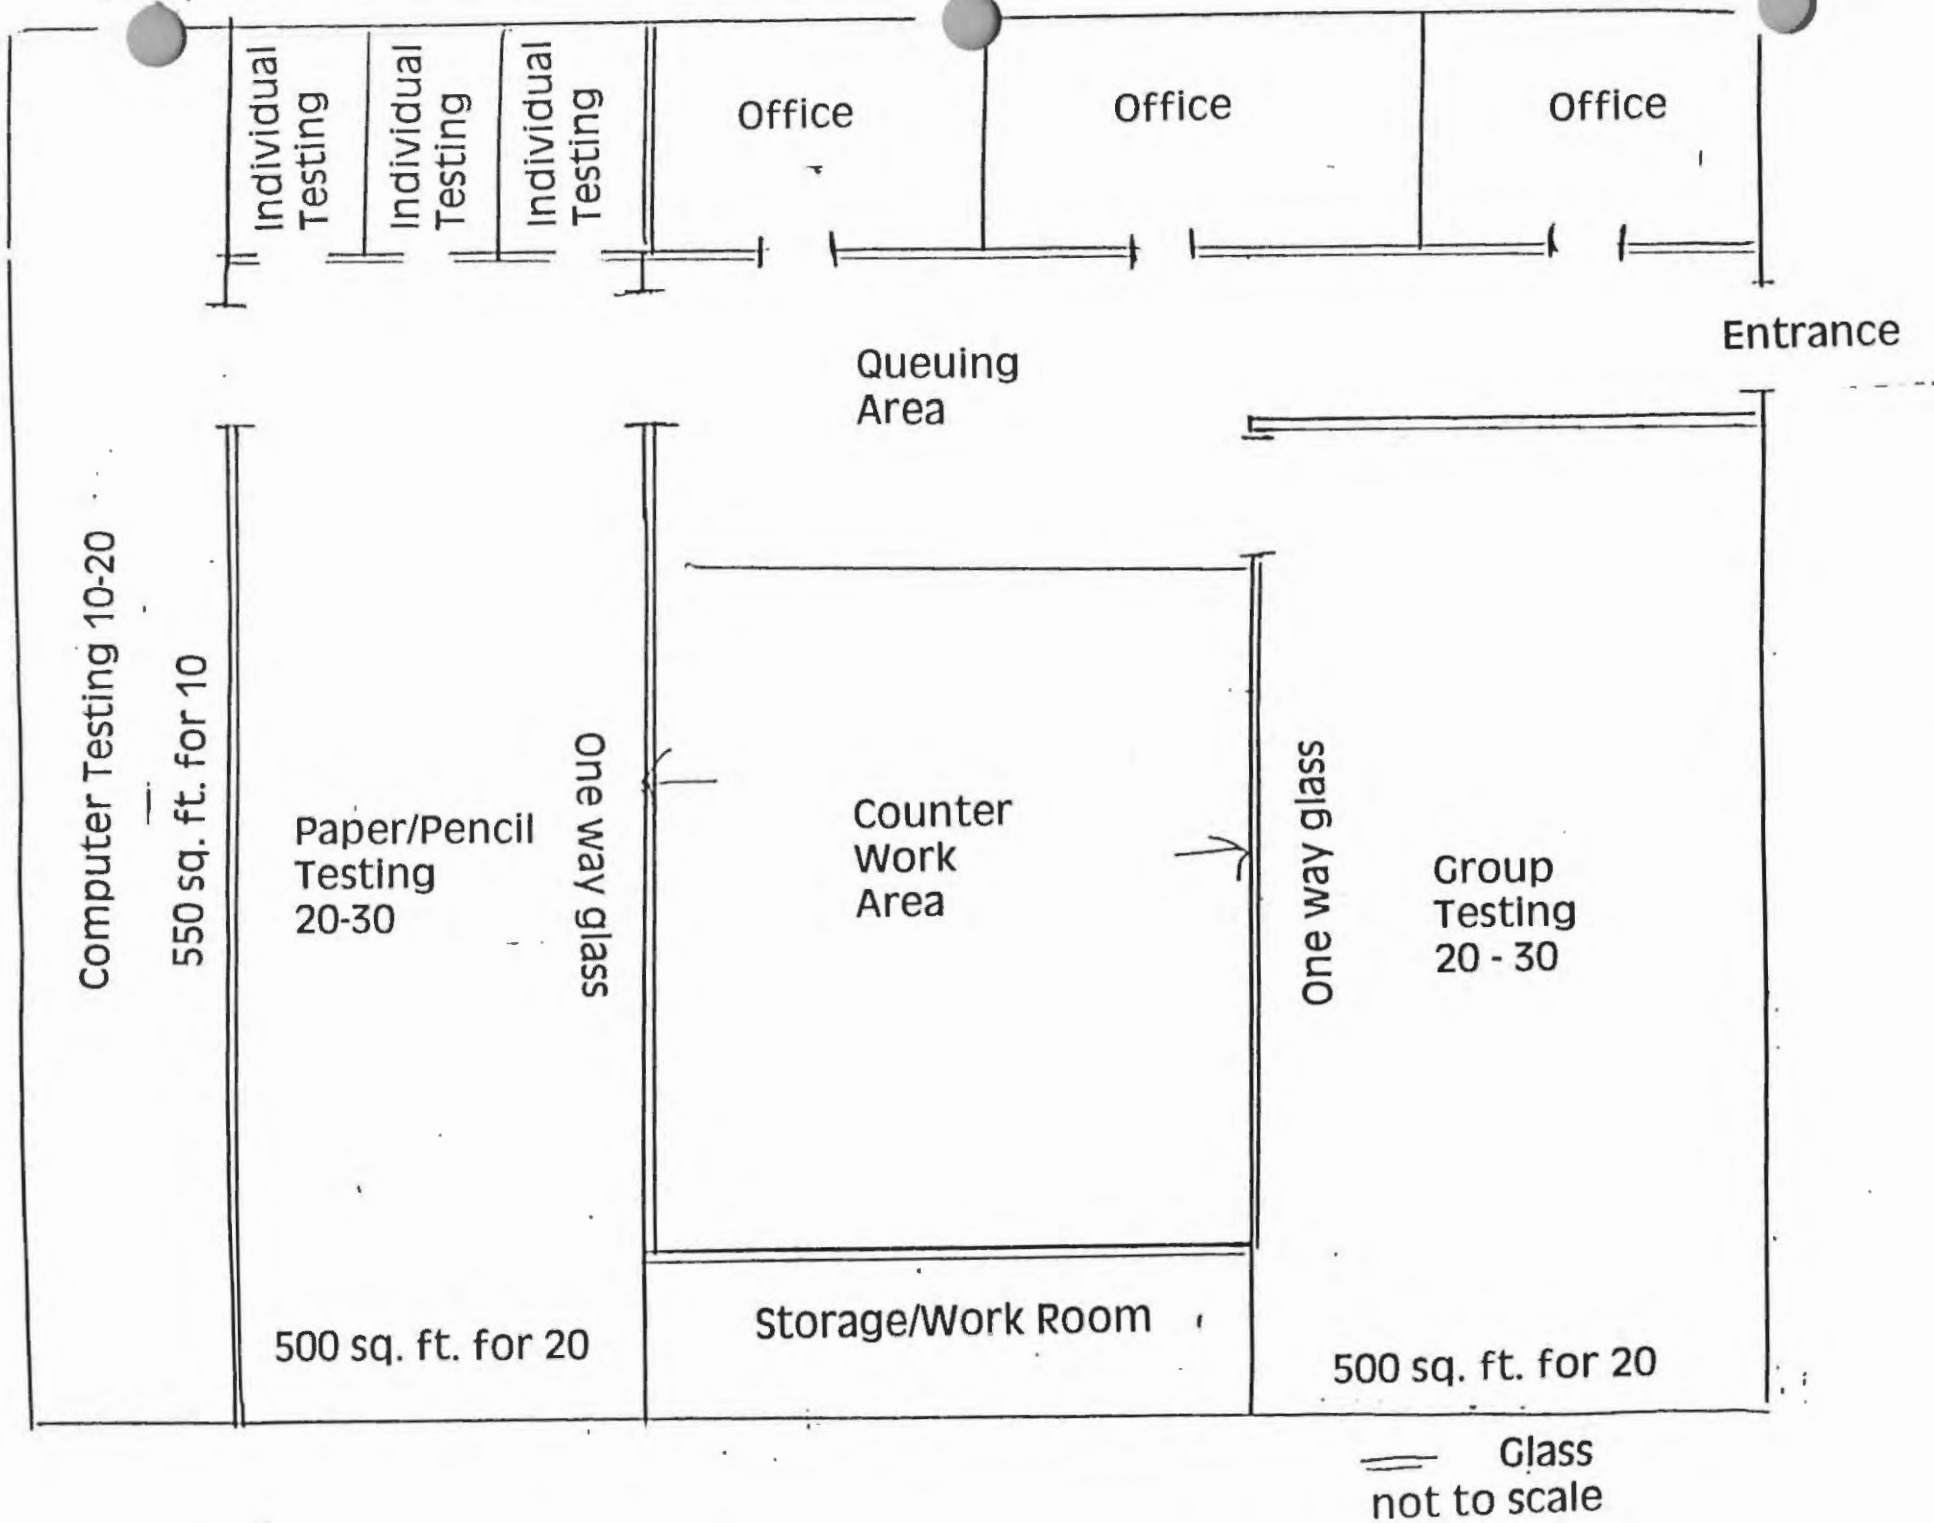 Individual
Testing
Individual
Testing
Individual
Testing
Office
Office
Office
Entrance
Queuing
Area
Computer Testing 10-20
550 sq. ft. for 10
Paper/Pencil
Testing
20-30
One way glass
Counter
Work
Area
One way glass
Group
Testing
20 - 30
500 sq. ft. for 20
Storage/Work Room
500 sq. ft. for 20
Glass
not to scale